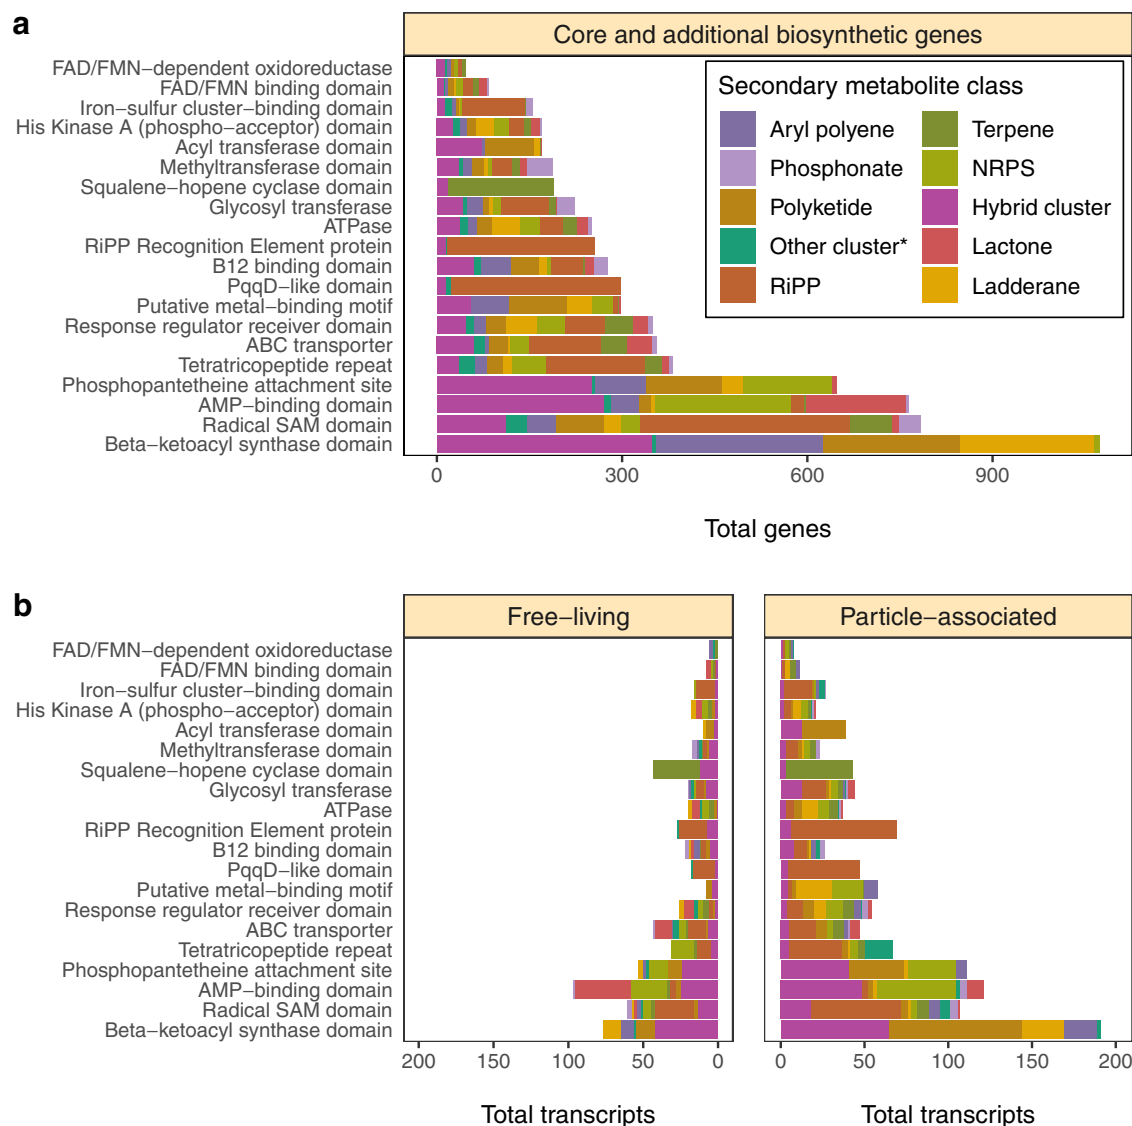 a
Core and additional biosynthetic genes
FAD/FMN−dependent oxidoreductase
FAD/FMN binding domain
Iron−sulfur cluster−binding domain
His Kinase A (phospho−acceptor) domain
Acyl transferase domain
Methyltransferase domain
Squalene−hopene cyclase domain
Glycosyl transferase
ATPase
RiPP Recognition Element protein
B12 binding domain
PqqD−like domain
Putative metal−binding motif
Response regulator receiver domain
ABC transporter
Tetratricopeptide repeat
Phosphopantetheine attachment site
AMP−binding domain
Radical SAM domain
Beta−ketoacyl synthase domain
Secondary metabolite class
Aryl polyene
Phosphonate
Polyketide
Other cluster*
RiPP
Terpene
NRPS
Hybrid cluster
Lactone
Ladderane
0 300 600 900
Total genes
b
Free−living
Particle−associated
FAD/FMN−dependent oxidoreductase
FAD/FMN binding domain
Iron−sulfur cluster−binding domain
His Kinase A (phospho−acceptor) domain
Acyl transferase domain
Methyltransferase domain
Squalene−hopene cyclase domain
Glycosyl transferase
ATPase
RiPP Recognition Element protein
B12 binding domain
PqqD−like domain
Putative metal−binding motif
Response regulator receiver domain
ABC transporter
Tetratricopeptide repeat
Phosphopantetheine attachment site
AMP−binding domain
Radical SAM domain
Beta−ketoacyl synthase domain
200 150 100 50 0
0 50 100 150 200
Total transcripts
Total transcripts